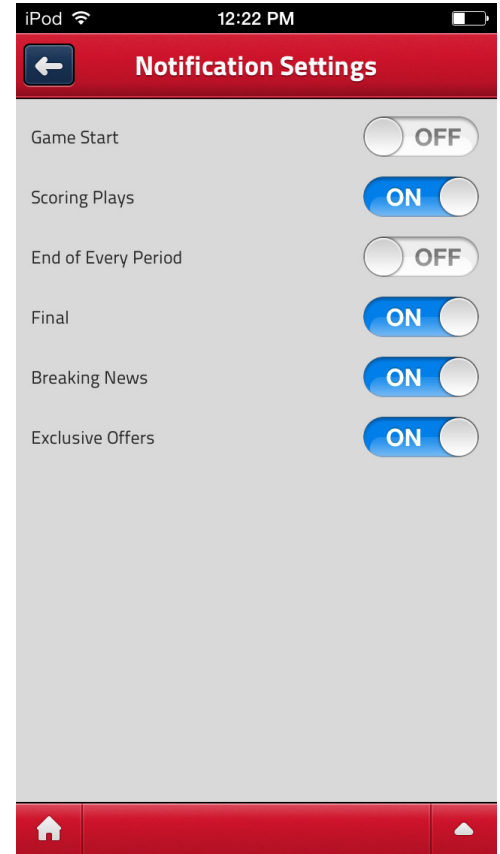 iPod 12:22 PM
Notification Settings
Game Start OFF
Scoring Plays ON
End of Every Period OFF
Final ON
Breaking News ON
Exclusive Offers ON